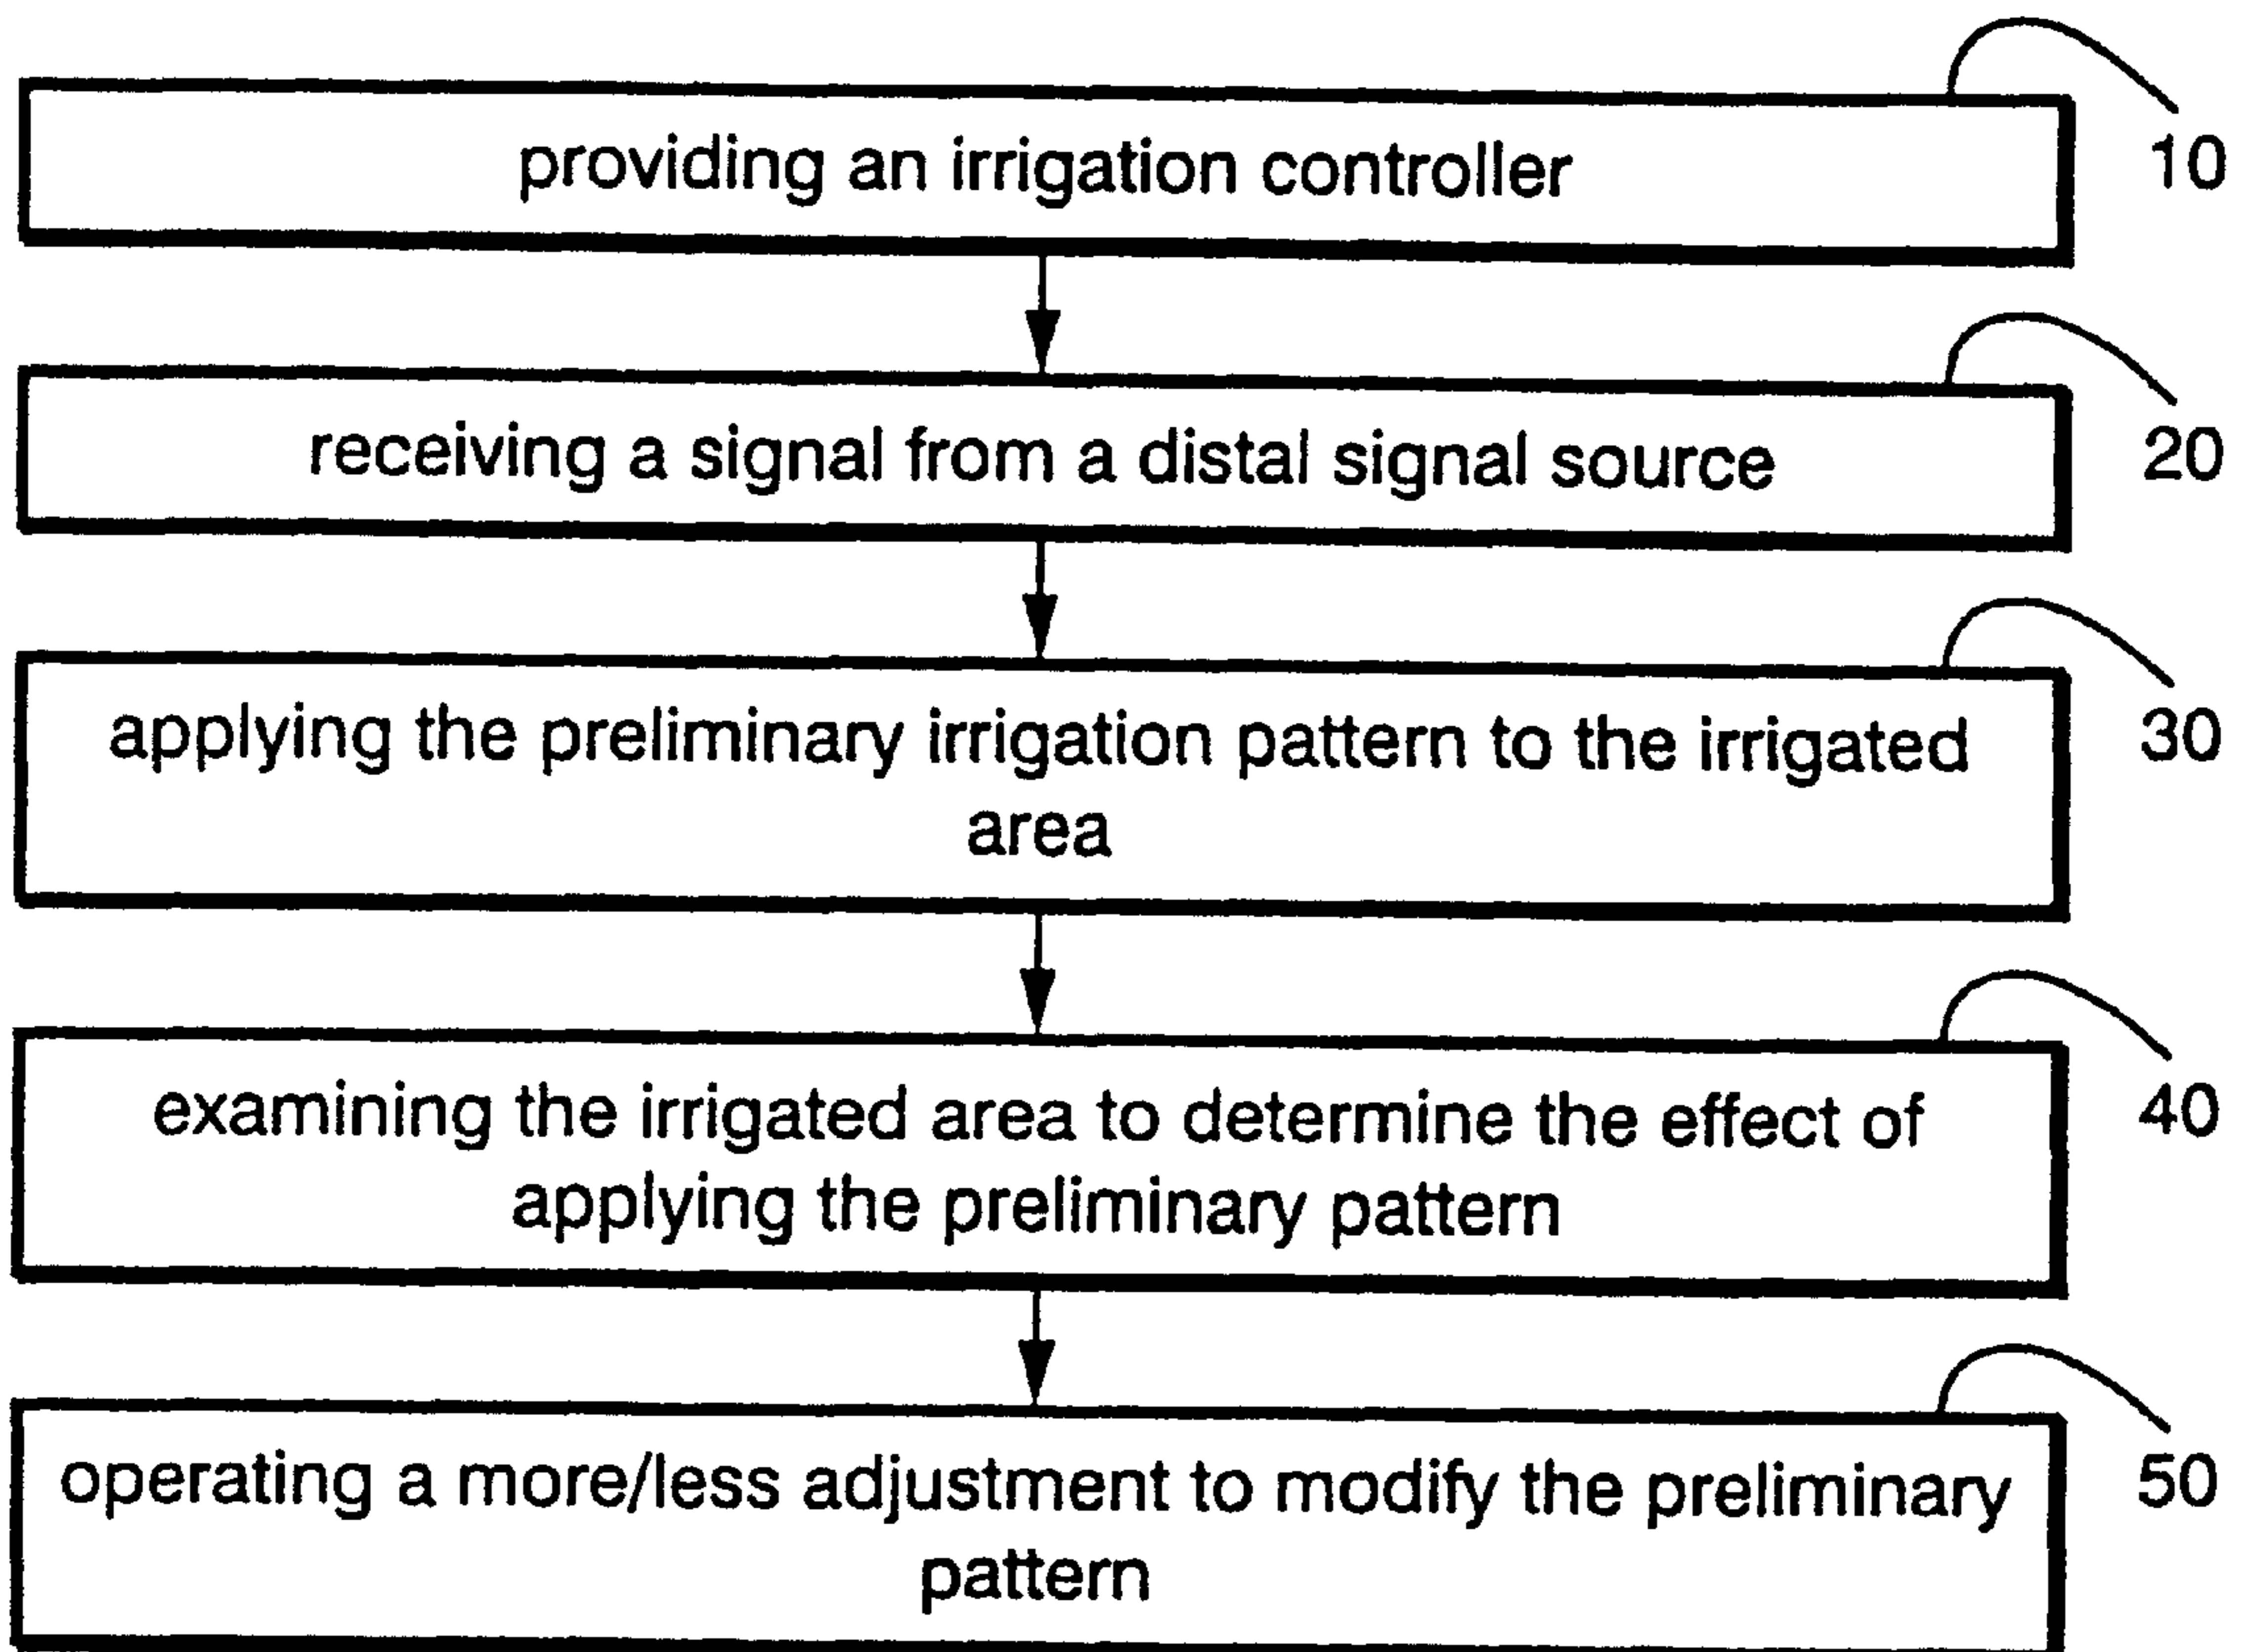 providing an irrigation controller
10
receiving a signal from a distal signal source
20
applying the preliminary irrigation pattern to the irrigated
area
30
examining the irrigated area to determine the effect of
applying the preliminary pattern
40
operating a more/less adjustment to modify the preliminary
pattern
50